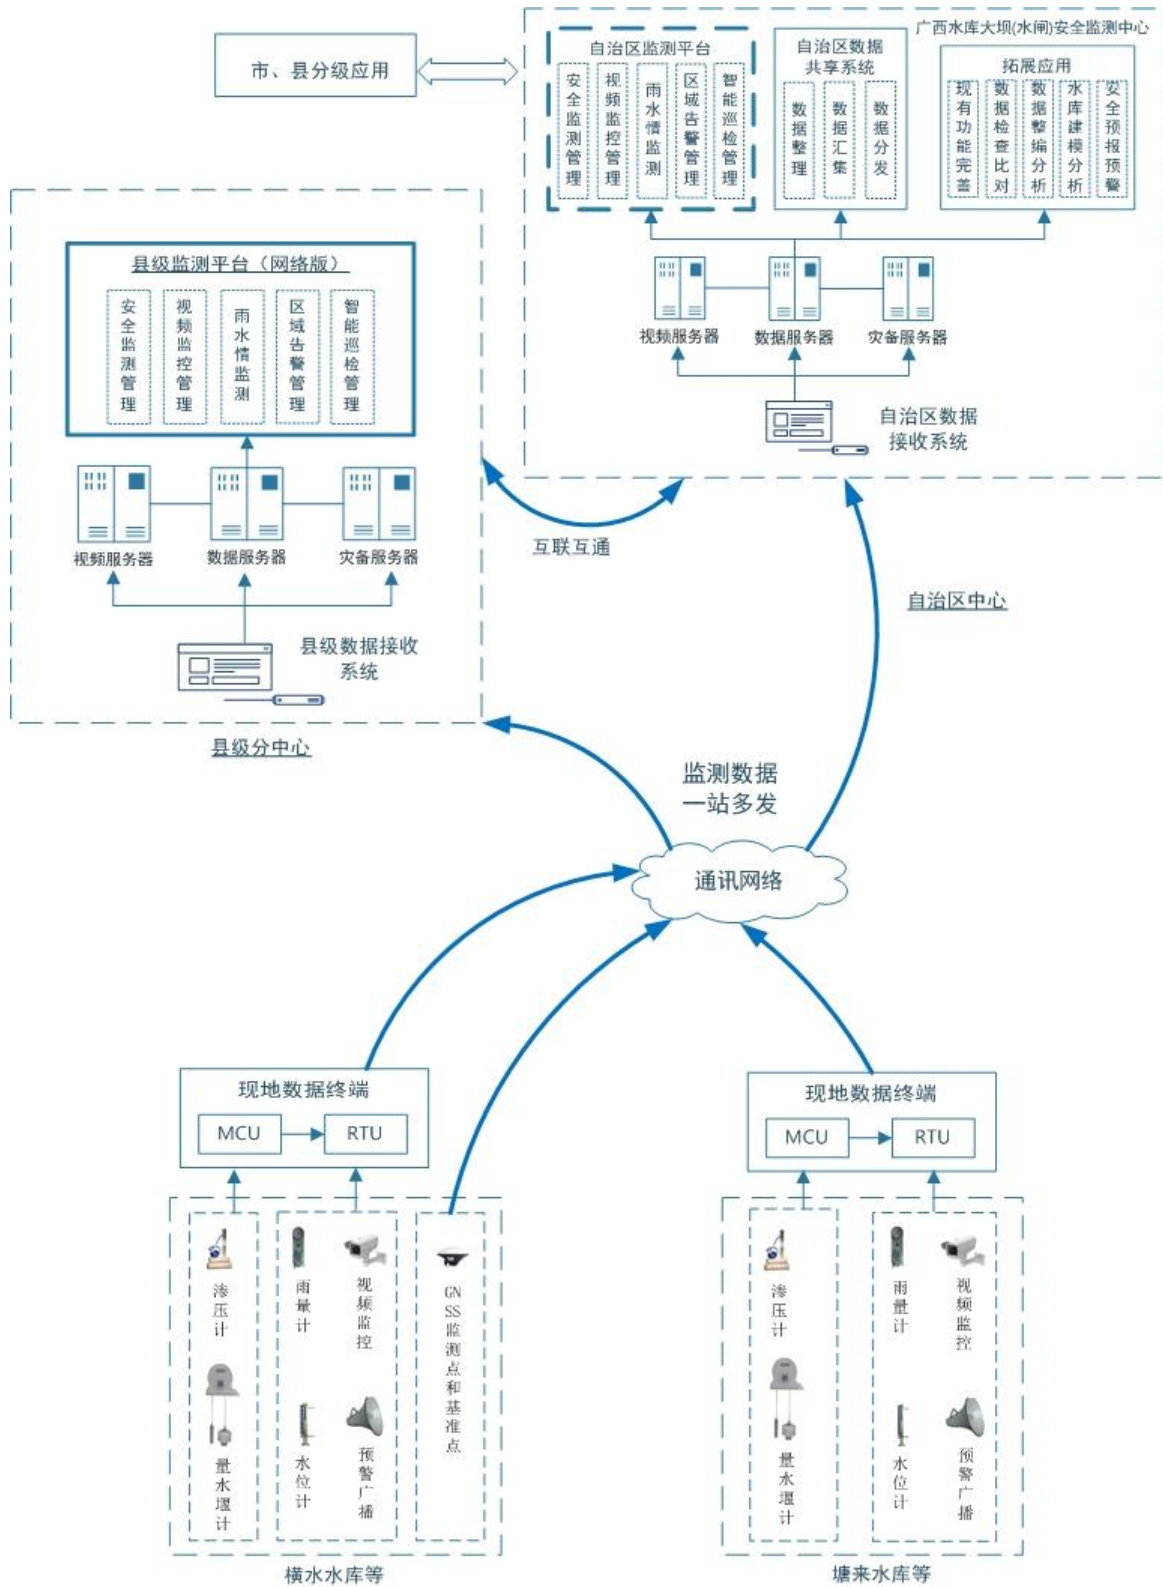 广西水库大坝(水闸)安全监测中心
市、县分级应用
自治区监测平台
安全监测管理
视频监控管理
雨水情监测
区域告警管理
智能巡检管理
自治区数据
共享系统
数据整理
数据汇集
数据分发
拓展应用
现有功能完善
数据检查比对
数据整编分析
水库建模分析
安全预报预警
视频服务器
数据服务器
灾备服务器
自治区数据
接收系统
县级监测平台（网络版）
安全监测管理
视频监控管理
雨水情监测
区域告警管理
智能巡检管理
视频服务器
数据服务器
灾备服务器
县级数据接收
系统
县级分中心
互联互通
自治区中心
监测数据
一站多发
通讯网络
现地数据终端
MCU
RTU
渗压计
雨量计
视频监控
GNSS监测点和基准点
量水堰计
水位计
预警广播
横水水库等
现地数据终端
MCU
RTU
渗压计
雨量计
视频监控
量水堰计
水位计
预警广播
塘来水库等